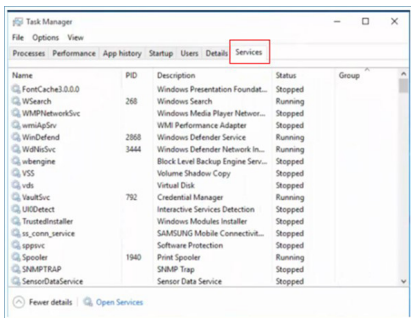 Task Manager
File Options View
Processes Performance App history Startup Users Details Services
Name PID Description Status Group
FontCache3.0.0.0 Windows Presentation Foundat... Stopped
WSearch 268 Windows Search Running
WMPNetworkSvc Windows Media Player Networ... Stopped
wmiApSrv WMI Performance Adapter Stopped
WinDefend 2868 Windows Defender Service Running
WdNisSvc 3444 Windows Defender Network In... Running
wbengine Block Level Backup Engine Serv... Stopped
VSS Volume Shadow Copy Stopped
vds Virtual Disk Stopped
VaultSvc 792 Credential Manager Running
UI0Detect Interactive Services Detection Stopped
TrustedInstaller Windows Modules Installer Stopped
ss_conn_service SAMSUNG Mobile Connectivit... Stopped
sppsvc Software Protection Stopped
Spooler 1940 Print Spooler Running
SNMPTRAP SNMP Trap Stopped
SensorDataService Sensor Data Service Stopped
Fewer details Open Services